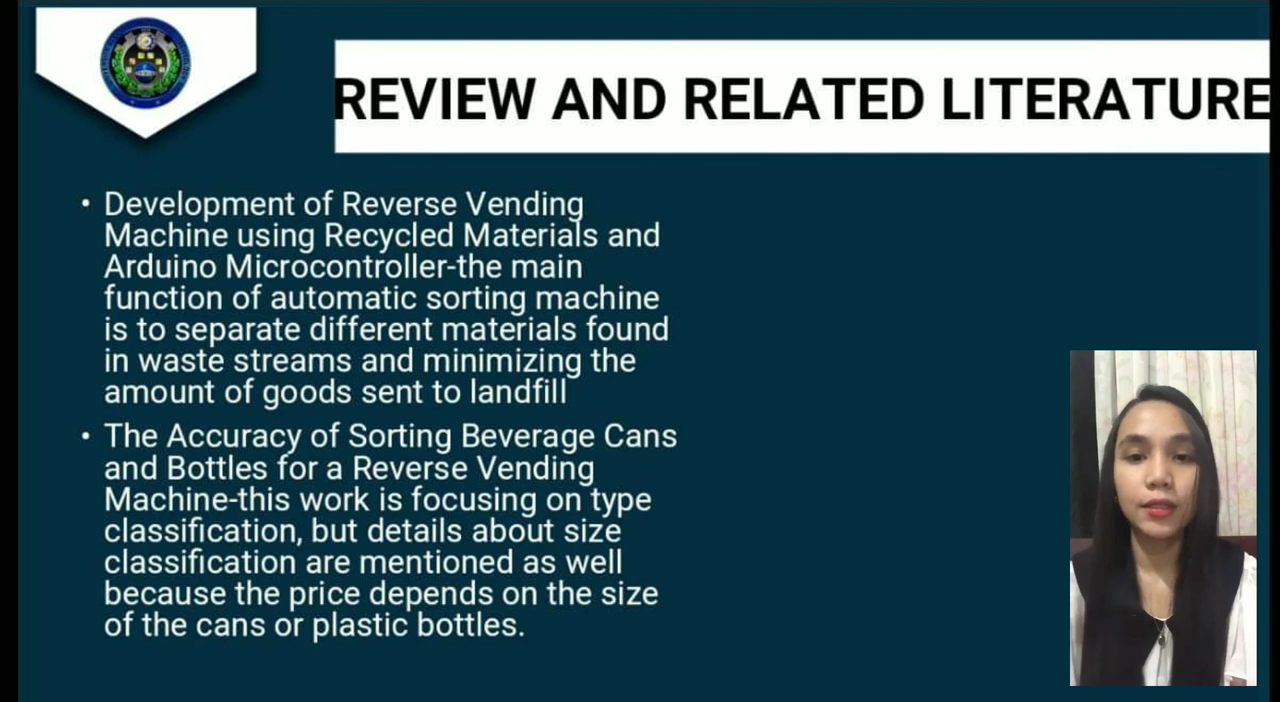 REVIEW AND RELATED LITERATURE
• Development of Reverse Vending
Machine using Recycled Materials and
Arduino Microcontroller-the main
function of automatic sorting machine
is to separate different materials found
in waste streams and minimizing the
amount of goods sent to landfill
• The Accuracy of Sorting Beverage Cans
and Bottles for a Reverse Vending
Machine-this work is focusing on type
classification, but details about size
classification are mentioned as well
because the price depends on the size
of the cans or plastic bottles.